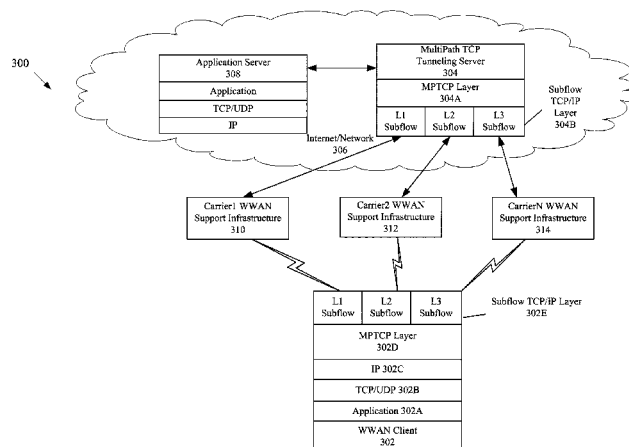 300
Application Server
308
Application
TCP/UDP
IP
MultiPath TCP
Tunneling Server
304
MPTCP Layer
304A
L1
Subflow
L2
Subflow
L3
Subflow
Subflow
TCP/IP
Layer
304B
Internet/Network
306
Carrier1 WWAN
Support Infrastructure
310
Carrier2 WWAN
Support Infrastructure
312
CarrierN WWAN
Support Infrastructure
314
L1
Subflow
L2
Subflow
L3
Subflow
Subflow TCP/IP Layer
302E
MPTCP Layer
302D
IP 302C
TCP/UDP 302B
Application 302A
WWAN Client
302